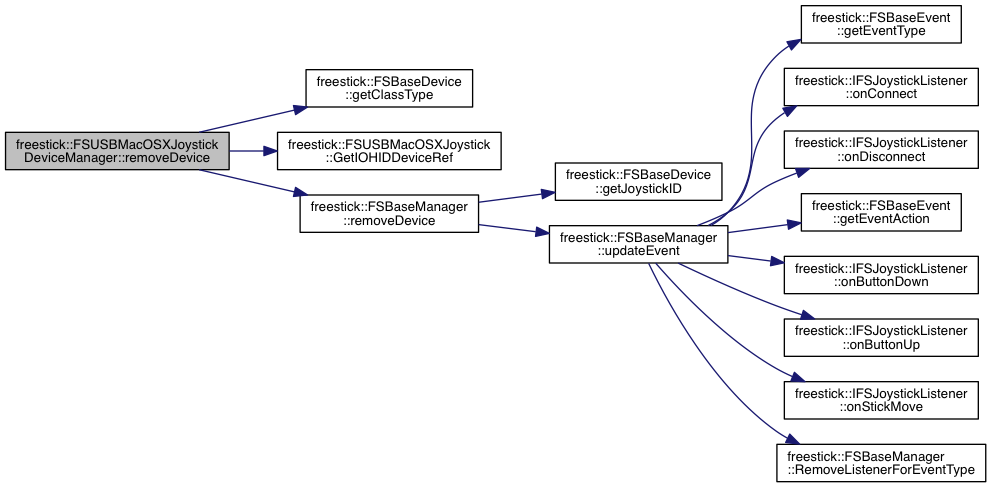 freestick::FSUSBMacOSXJoystick
DeviceManager::removeDevice
freestick::FSBaseDevice
::getClassType
freestick::FSUSBMacOSXJoystick
::GetIOHIDDeviceRef
freestick::FSBaseManager
::removeDevice
freestick::FSBaseDevice
::getJoystickID
freestick::FSBaseManager
::updateEvent
freestick::FSBaseEvent
::getEventType
freestick::IFSJoystickListener
::onConnect
freestick::IFSJoystickListener
::onDisconnect
freestick::FSBaseEvent
::getEventAction
freestick::IFSJoystickListener
::onButtonDown
freestick::IFSJoystickListener
::onButtonUp
freestick::IFSJoystickListener
::onStickMove
freestick::FSBaseManager
::RemoveListenerForEventType